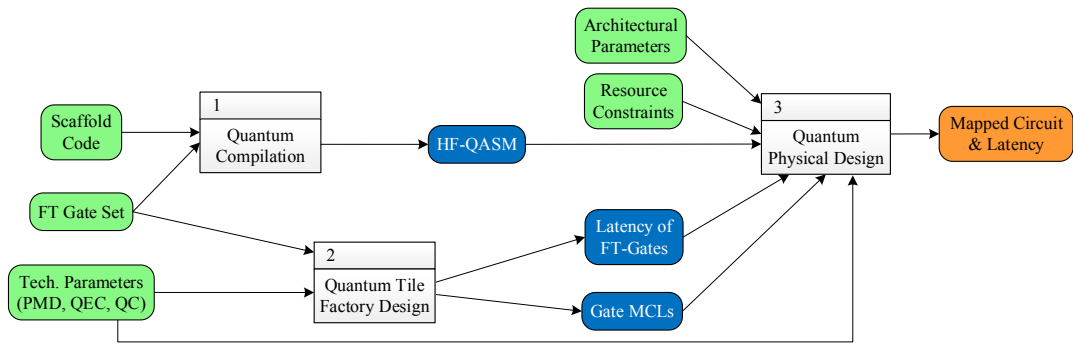 Architectural
Parameters
Resource
Constraints
1
Quantum
Compilation
Scaffold
Code
HF-QASM
3
Quantum
Physical Design
Mapped Circuit
& Latency
FT Gate Set
Latency of
FT-Gates
2
Quantum Tile
Factory Design
Tech. Parameters
(PMD, QEC, QC)
Gate MCLs